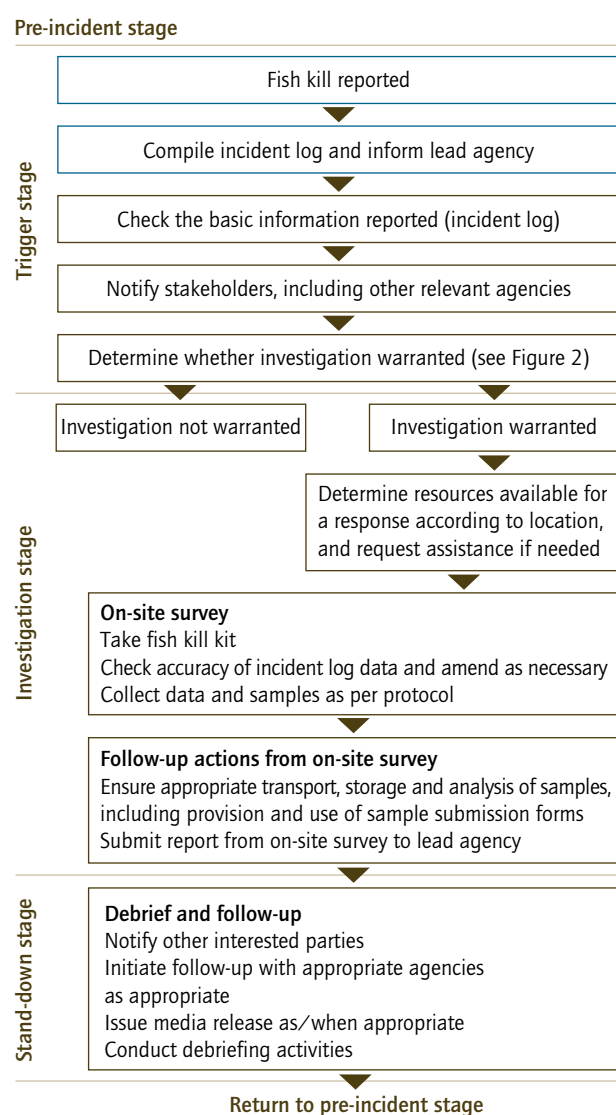 Pre-incident stage
Trigger stage
Fish kill reported
Compile incident log and inform lead agency
Check the basic information reported (incident log)
Notify stakeholders, including other relevant agencies
Determine whether investigation warranted (see Figure 2)
Investigation stage
Investigation not warranted
Investigation warranted
Determine resources available for
a response according to location,
and request assistance if needed
On-site survey
Take fish kill kit
Check accuracy of incident log data and amend as necessary
Collect data and samples as per protocol
Follow-up actions from on-site survey
Ensure appropriate transport, storage and analysis of samples,
including provision and use of sample submission forms
Submit report from on-site survey to lead agency
Stand-down stage
Debrief and follow-up
Notify other interested parties
Initiate follow-up with appropriate agencies
as appropriate
Issue media release as/when appropriate
Conduct debriefing activities
Return to pre-incident stage